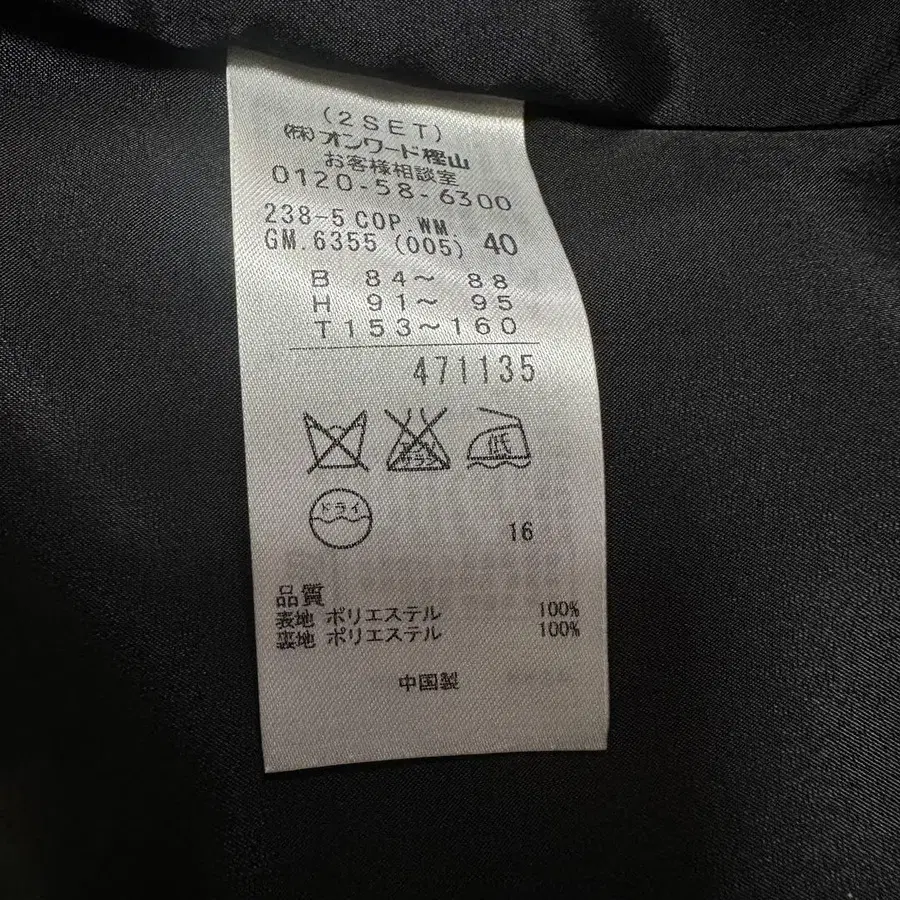 (2SET)
(株)オンワード樫山
お客様相談室
0120-58-6300
238-5 COP.WM.
GM.6355 (005) 40
B 84～ 88
H 91～ 95
T153～160
471135
低
ドライ
16
品質
表地 ポリエステル 100%
裏地 ポリエステル 100%
中国製